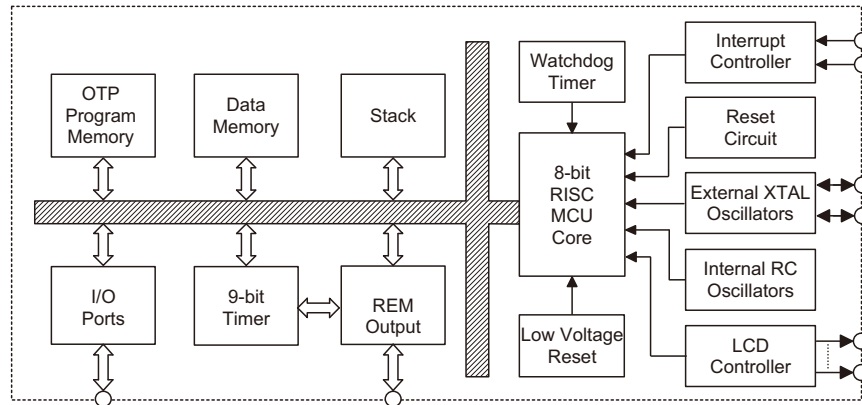 OTP
Program
Memory
Data
Memory
Stack
Watchdog
Timer
Interrupt
Controller
Reset
Circuit
8-bit
RISC
MCU
Core
External XTAL
Oscillators
Internal RC
Oscillators
I/O
Ports
9-bit
Timer
REM
Output
Low Voltage
Reset
LCD
Controller